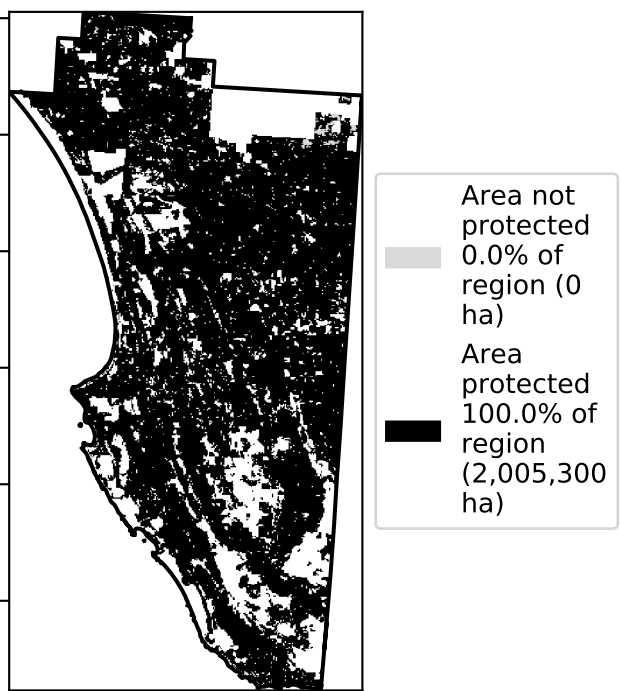 Area not
protected
0.0% of
region (0
ha)
Area
protected
100.0% of
region
(2,005,300
ha)